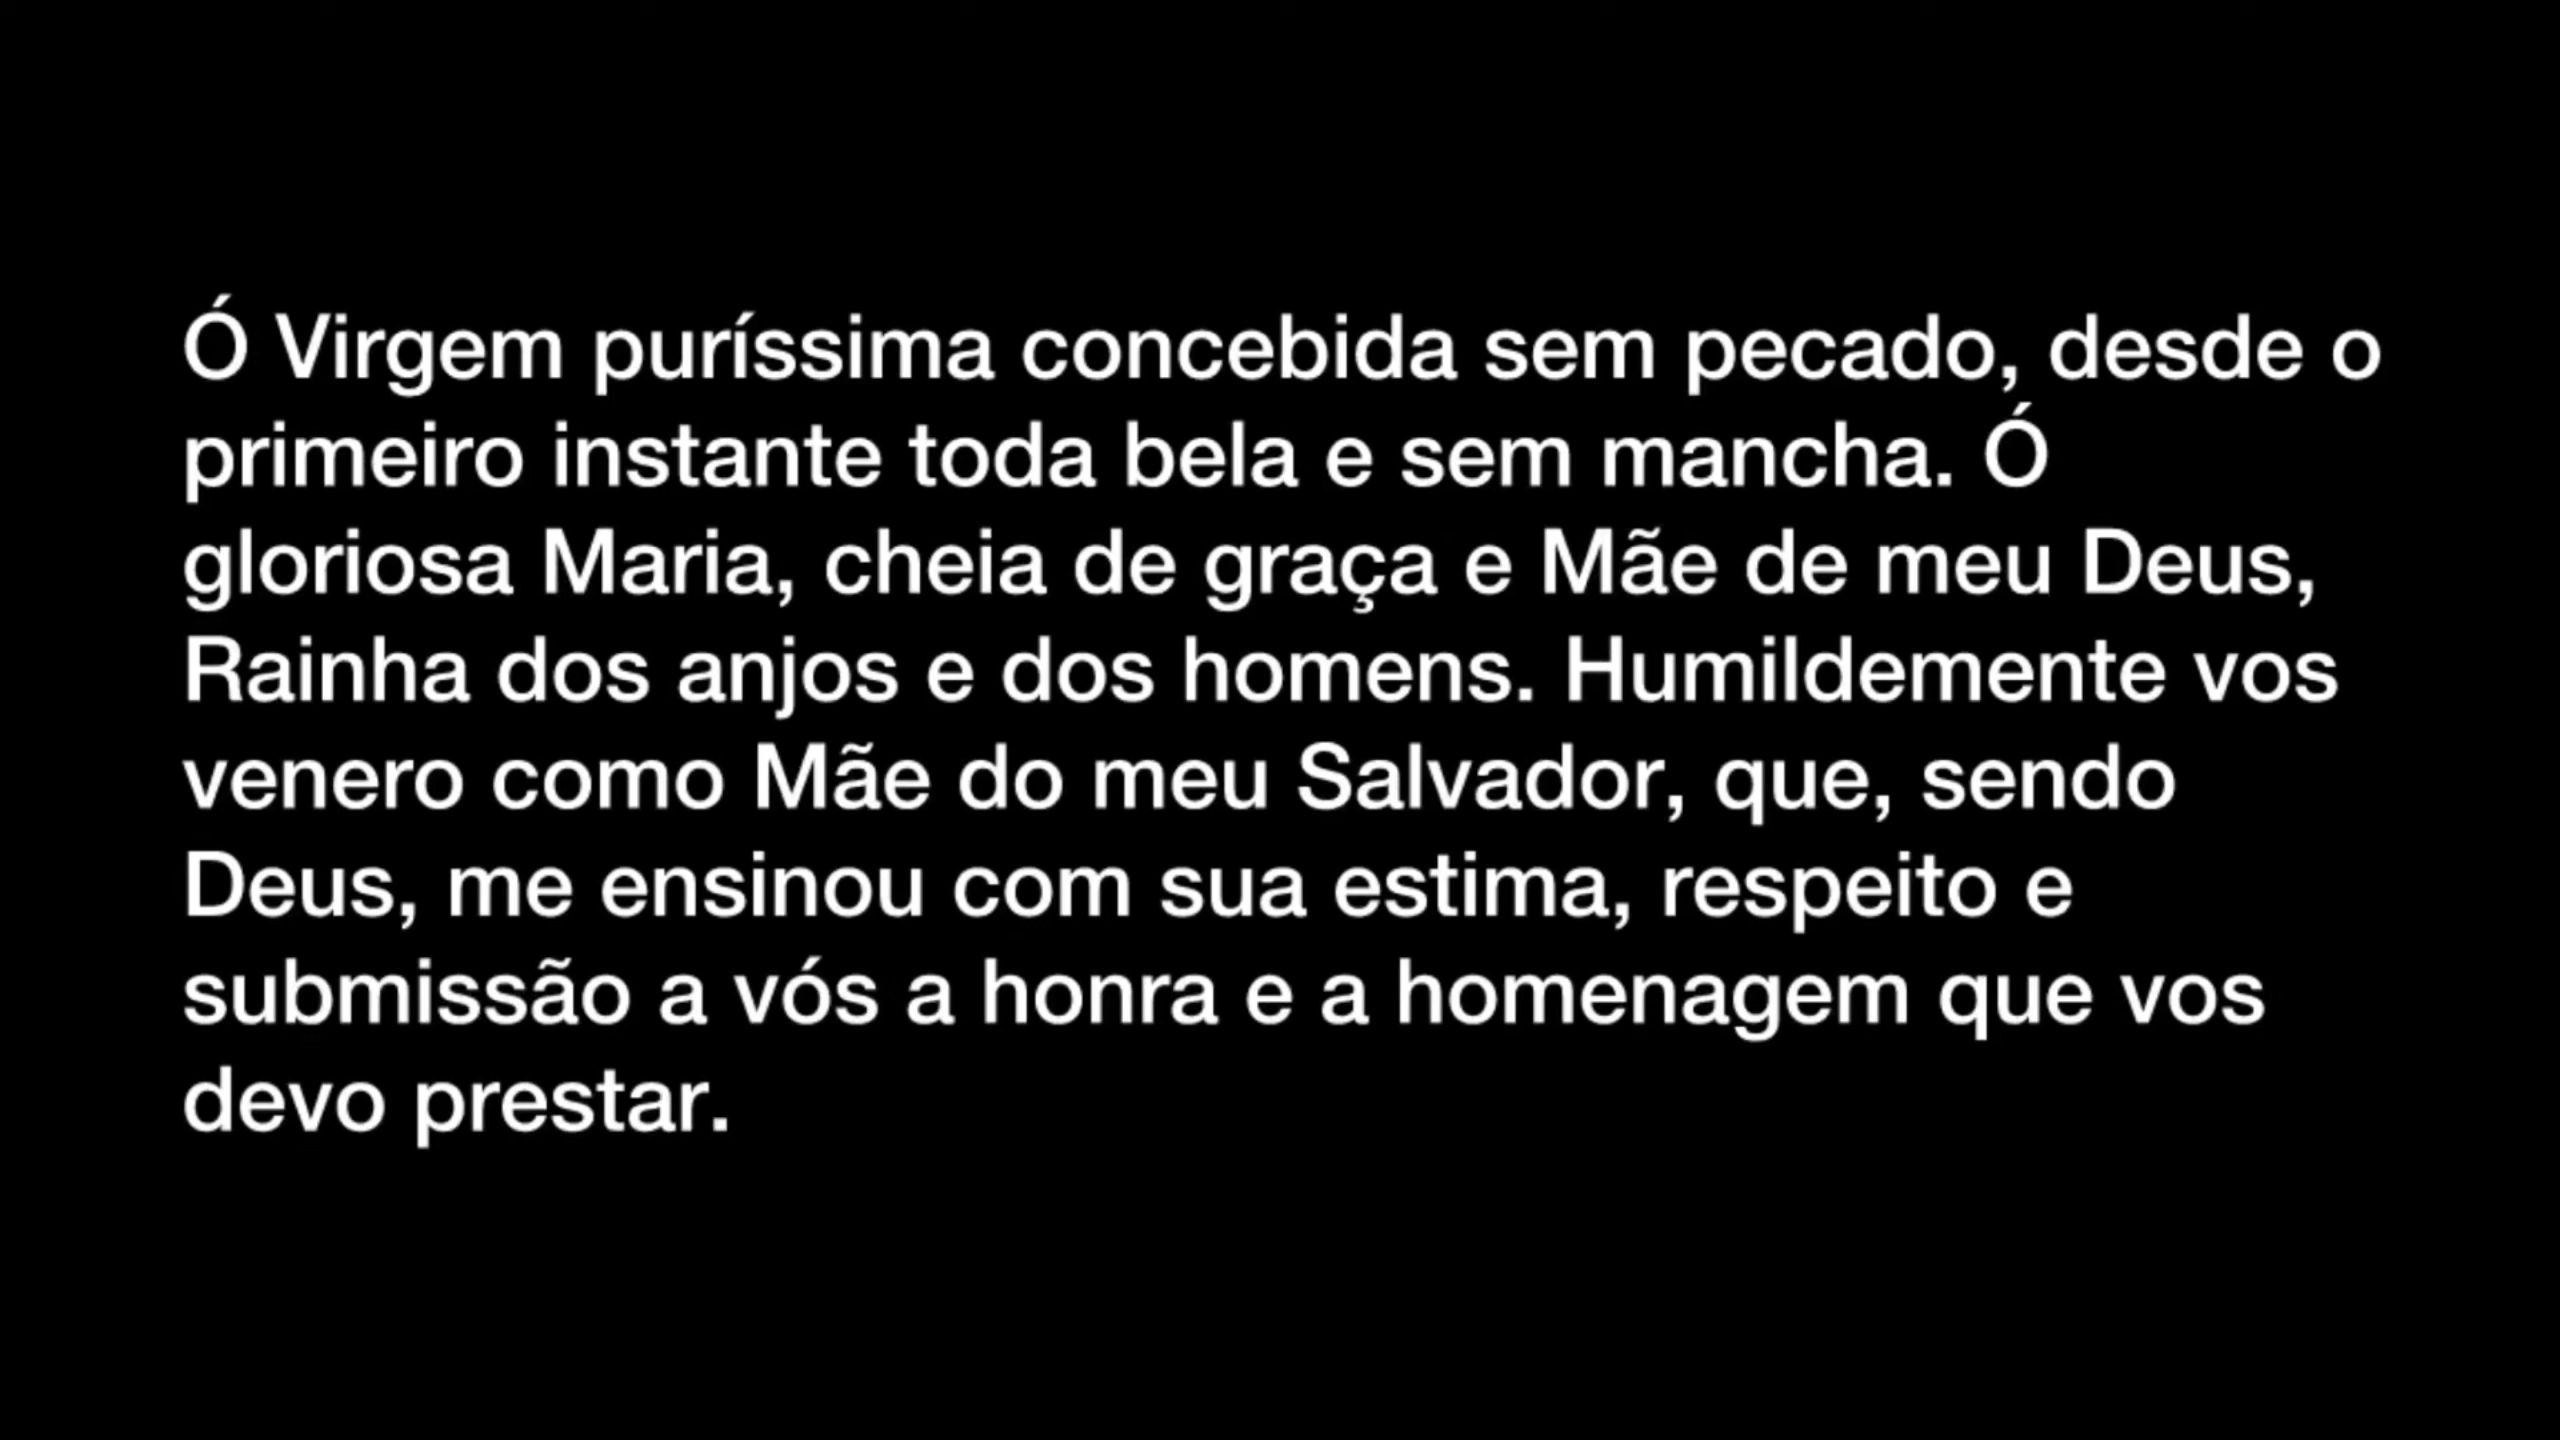 Ó Virgem puríssima concebida sem pecado, desde o
primeiro instante toda bela e sem mancha. Ó
gloriosa Maria, cheia de graça e Mãe de meu Deus,
Rainha dos anjos e dos homens. Humildemente vos
venero como Mãe do meu Salvador, que, sendo
Deus, me ensinou com sua estima, respeito e
submissão a vós a honra e a homenagem que vos
devo prestar.